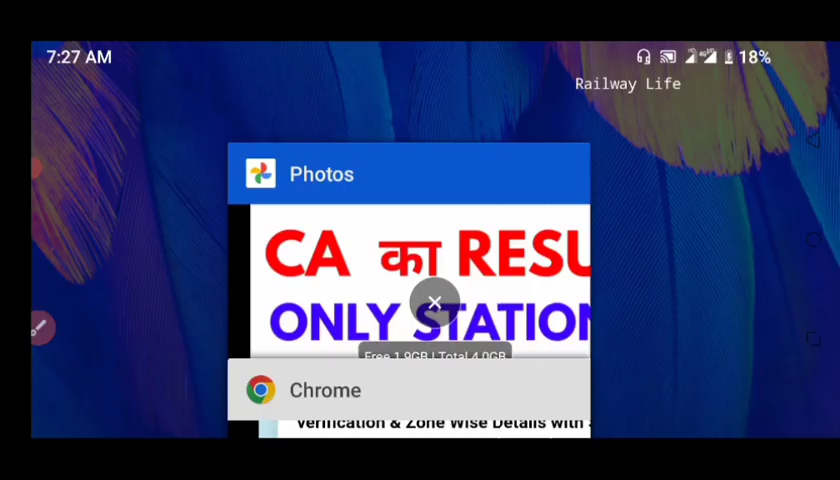 7:27 AM
18%
Railway Life
Photos
CA का RESU
ONLY STATION
Free 1.9GB | Total 4.0GB
Chrome
Verification & Zone Wise Details with